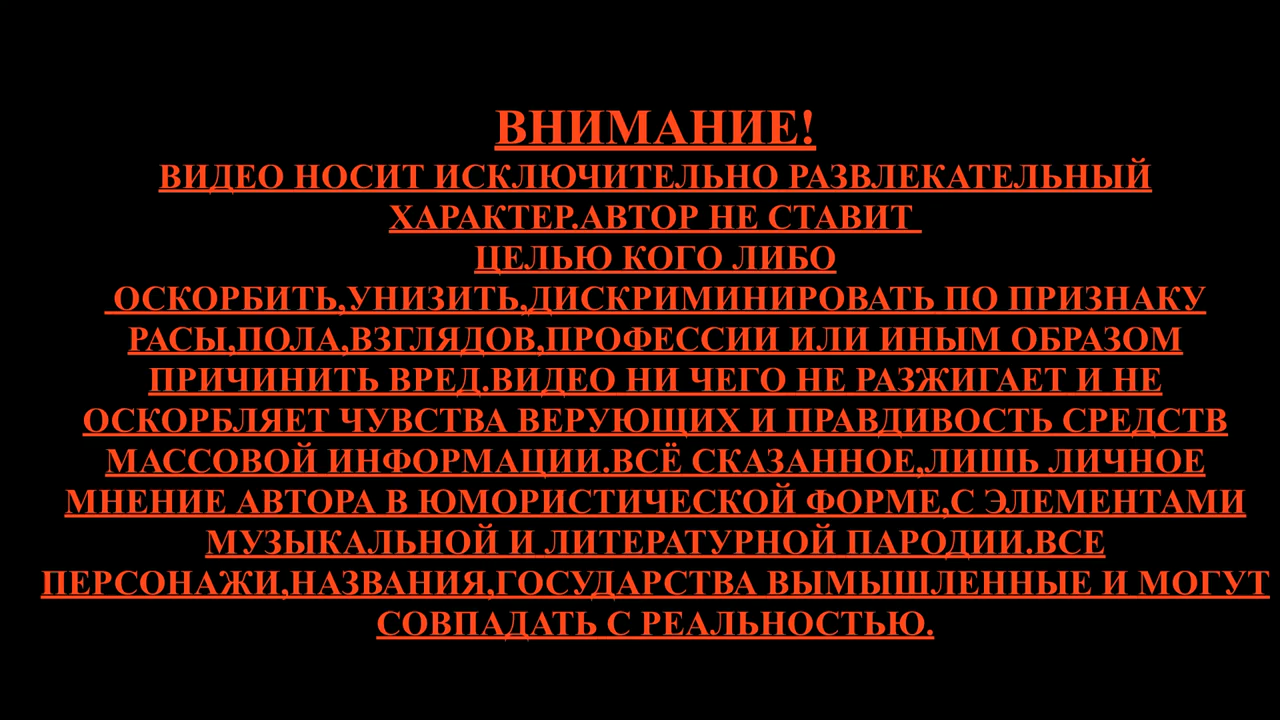 ВНИМАНИЕ!
ВИДЕО НОСИТ ИСКЛЮЧИТЕЛЬНО РАЗВЛЕКАТЕЛЬНЫЙ
ХАРАКТЕР.АВТОР НЕ СТАВИТ
ЦЕЛЬЮ КОГО ЛИБО
ОСКОРБИТЬ,УНИЗИТЬ,ДИСКРИМИНИРОВАТЬ ПО ПРИЗНАКУ
РАСЫ,ПОЛА,ВЗГЛЯДОВ,ПРОФЕССИИ ИЛИ ИНЫМ ОБРАЗОМ
ПРИЧИНИТЬ ВРЕД.ВИДЕО НИ ЧЕГО НЕ РАЗЖИГАЕТ И НЕ
ОСКОРБЛЯЕТ ЧУВСТВА ВЕРУЮЩИХ И ПРАВДИВОСТЬ СРЕДСТВ
МАССОВОЙ ИНФОРМАЦИИ.ВСЁ СКАЗАННОЕ,ЛИШЬ ЛИЧНОЕ
МНЕНИЕ АВТОРА В ЮМОРИСТИЧЕСКОЙ ФОРМЕ,С ЭЛЕМЕНТАМИ
МУЗЫКАЛЬНОЙ И ЛИТЕРАТУРНОЙ ПАРОДИИ.ВСЕ
ПЕРСОНАЖИ,НАЗВАНИЯ,ГОСУДАРСТВА ВЫМЫШЛЕННЫЕ И МОГУТ
СОВПАДАТЬ С РЕАЛЬНОСТЬЮ.